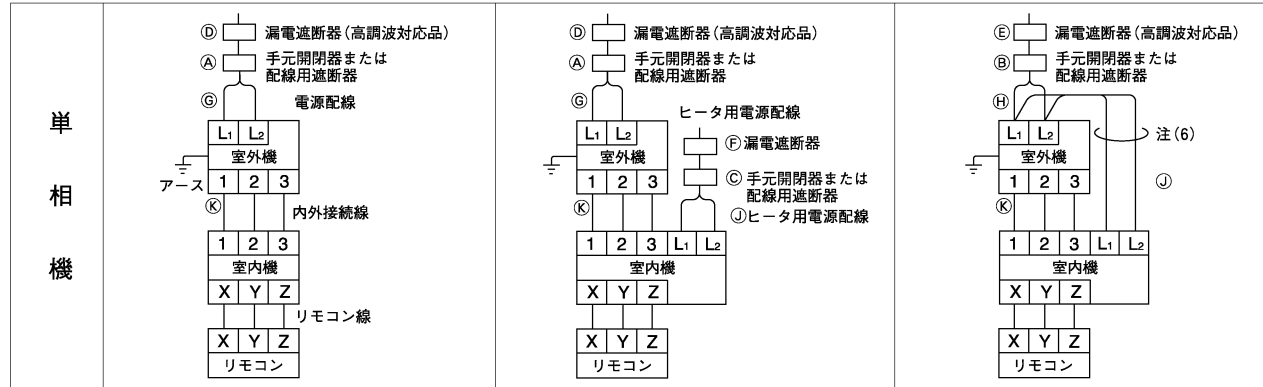 単相機
Ⓓ 漏電遮断器(高調波対応品)
Ⓐ 手元開閉器または
配線用遮断器
Ⓖ 電源配線
L₁ L₂
室外機
アース
1 2 3
Ⓚ 内外接続線
1 2 3
室内機
X Y Z
リモコン線
X Y Z
リモコン
Ⓓ 漏電遮断器(高調波対応品)
Ⓐ 手元開閉器または
配線用遮断器
Ⓖ
ヒータ用電源配線
L₁ L₂
室外機
1 2 3
Ⓕ漏電遮断器
Ⓒ 手元開閉器または
配線用遮断器
Ⓚ
Ⓙヒータ用電源配線
1 2 3 L₁ L₂
室内機
X Y Z
X Y Z
リモコン
Ⓔ 漏電遮断器(高調波対応品)
Ⓑ 手元開閉器または
配線用遮断器
Ⓗ
L₁ L₂
注(6)
室外機
1 2 3
Ⓙ
Ⓚ
1 2 3 L₁ L₂
室内機
X Y Z
X Y Z
リモコン